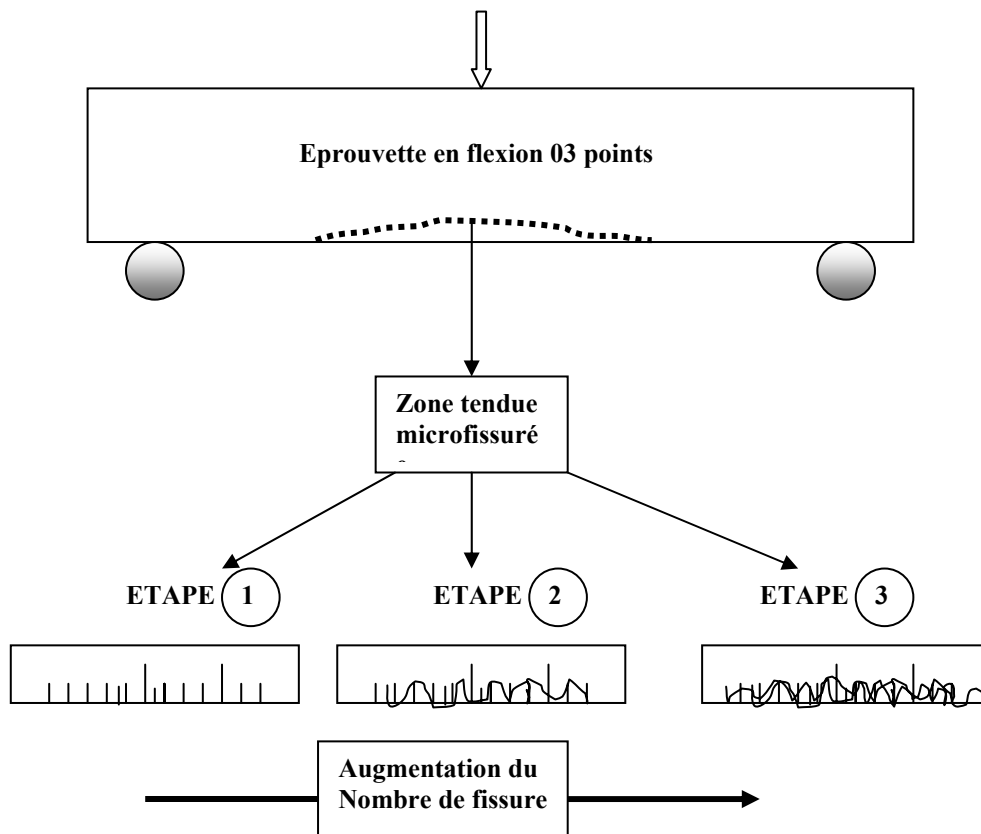 Eprouvette en flexion 03 points
Zone tendue
microfissuré
ETAPE 1
ETAPE 2
ETAPE 3
Augmentation du
Nombre de fissure